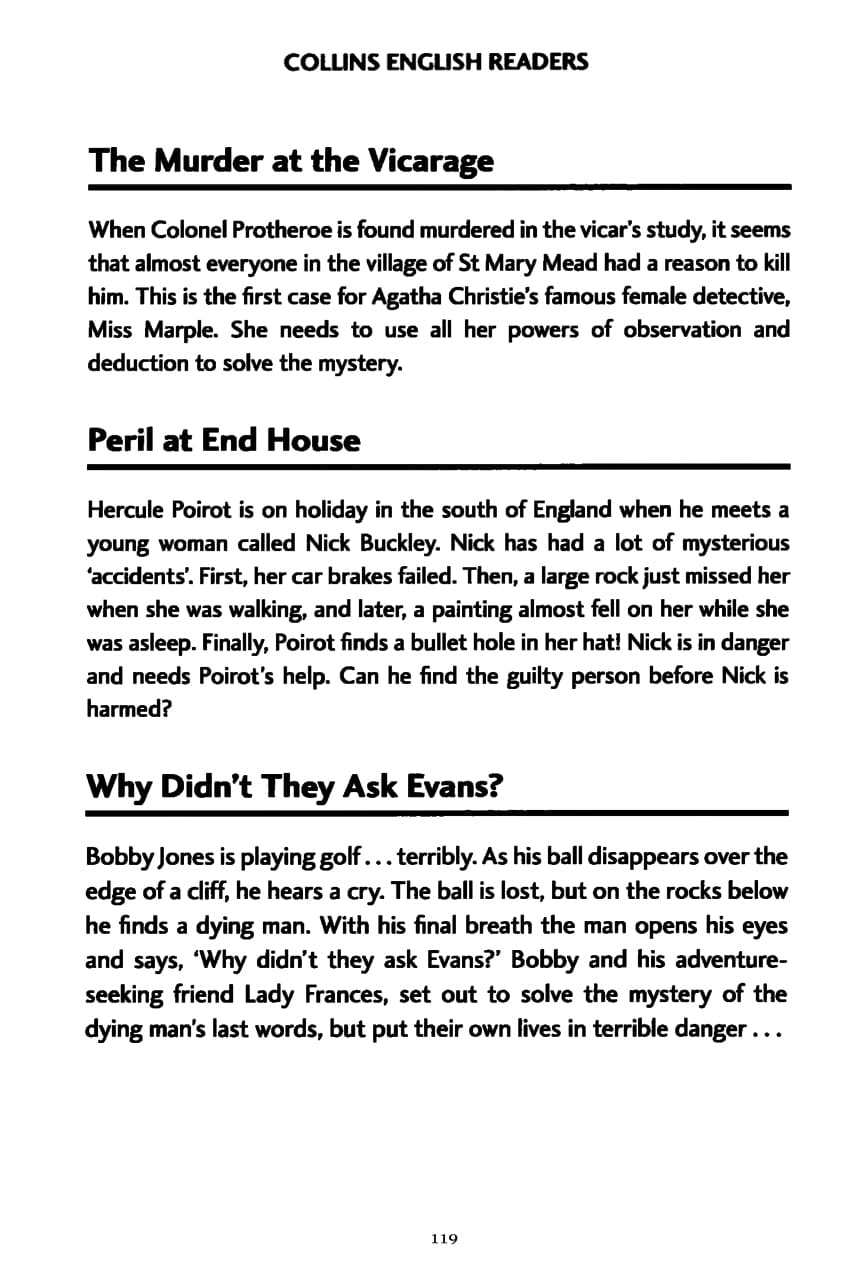 COLLINS ENGLISH READERS
The Murder at the Vicarage
When Colonel Protheroe is found murdered in the vicar's study, it seems
that almost everyone in the village of St Mary Mead had a reason to kill
him. This is the first case for Agatha Christie's famous female detective,
Miss Marple. She needs to use all her powers of observation and
deduction to solve the mystery.
Peril at End House
Hercule Poirot is on holiday in the south of England when he meets a
young woman called Nick Buckley. Nick has had a lot of mysterious
‘accidents’. First, her car brakes failed. Then, a large rock just missed her
when she was walking, and later, a painting almost fell on her while she
was asleep. Finally, Poirot finds a bullet hole in her hat! Nick is in danger
and needs Poirot's help. Can he find the guilty person before Nick is
harmed?
Why Didn't They Ask Evans?
Bobby Jones is playing golf . . . terribly. As his ball disappears over the
edge of a cliff, he hears a cry. The ball is lost, but on the rocks below
he finds a dying man. With his final breath the man opens his eyes
and says, ‘Why didn't they ask Evans?’ Bobby and his adventure-
seeking friend Lady Frances, set out to solve the mystery of the
dying man's last words, but put their own lives in terrible danger . . .
119